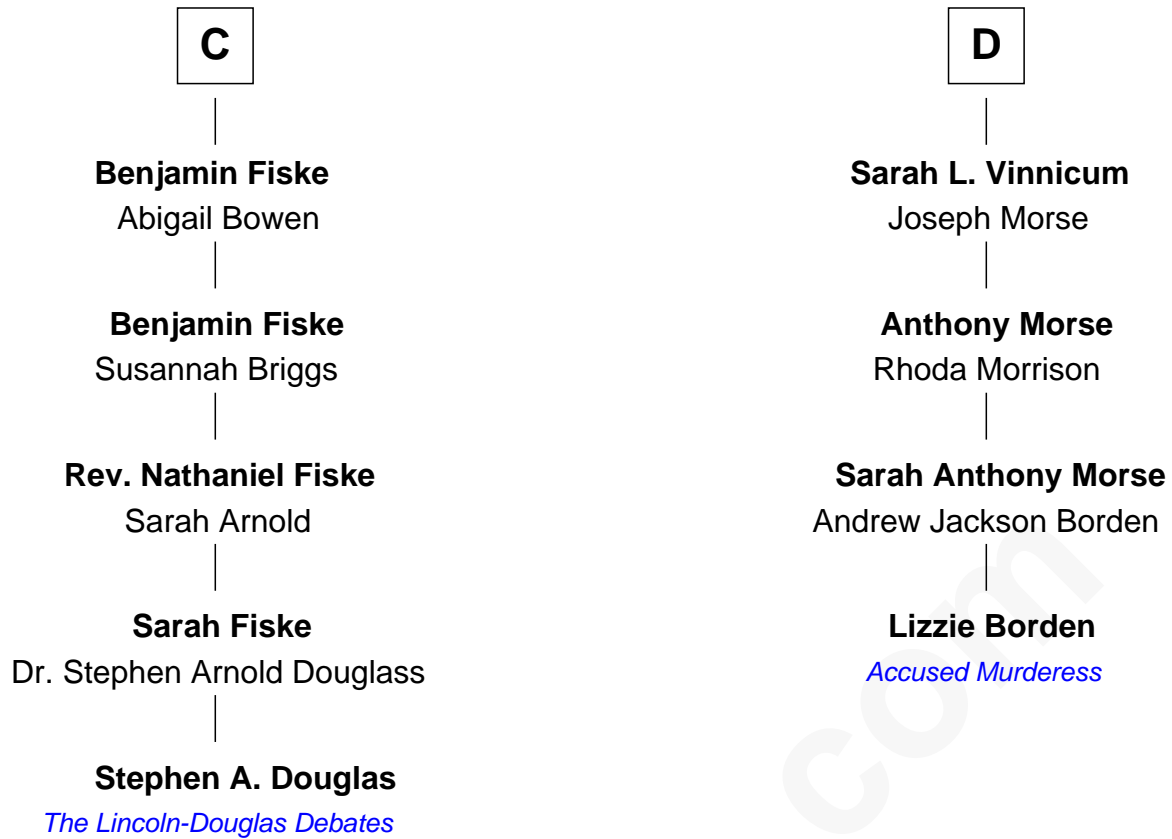 C
Benjamin Fiske
Abigail Bowen
Benjamin Fiske
Susannah Briggs
Rev. Nathaniel Fiske
Sarah Arnold
Sarah Fiske
Dr. Stephen Arnold Douglass
Stephen A. Douglas
The Lincoln-Douglas Debates
D
Sarah L. Vinnicum
Joseph Morse
Anthony Morse
Rhoda Morrison
Sarah Anthony Morse
Andrew Jackson Borden
Lizzie Borden
Accused Murderess
com